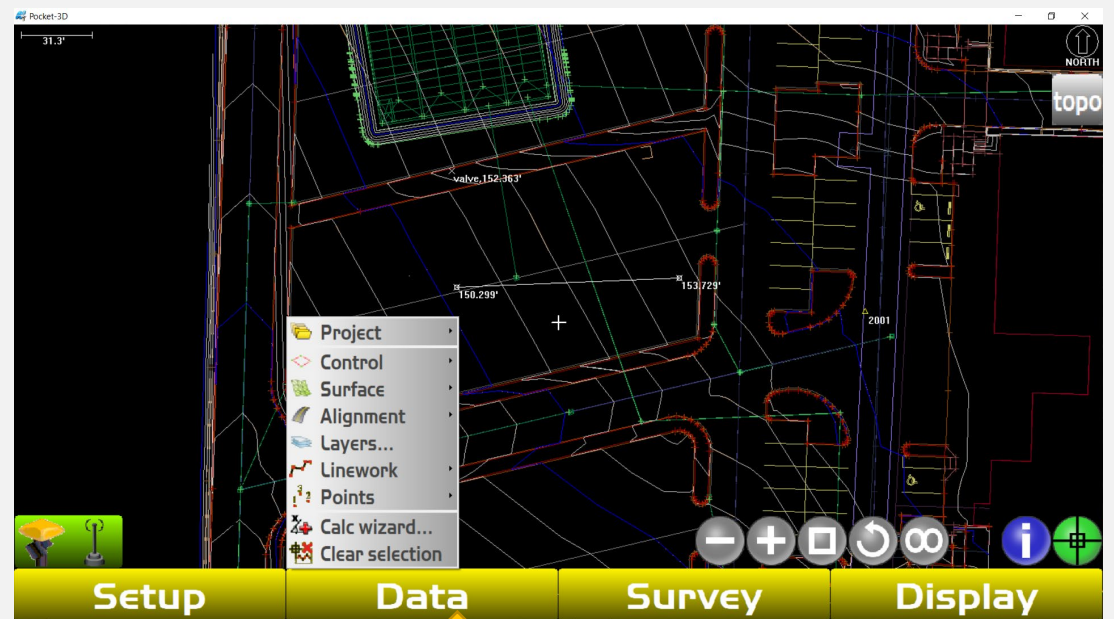 Pocket-3D
31.3'
NORTH
topo
valve,152.363'
150.299'
153.729'
2001
Project
Control
Surface
Alignment
Layers...
Linework
Points
Calc wizard...
Clear selection
Setup
Data
Survey
Display